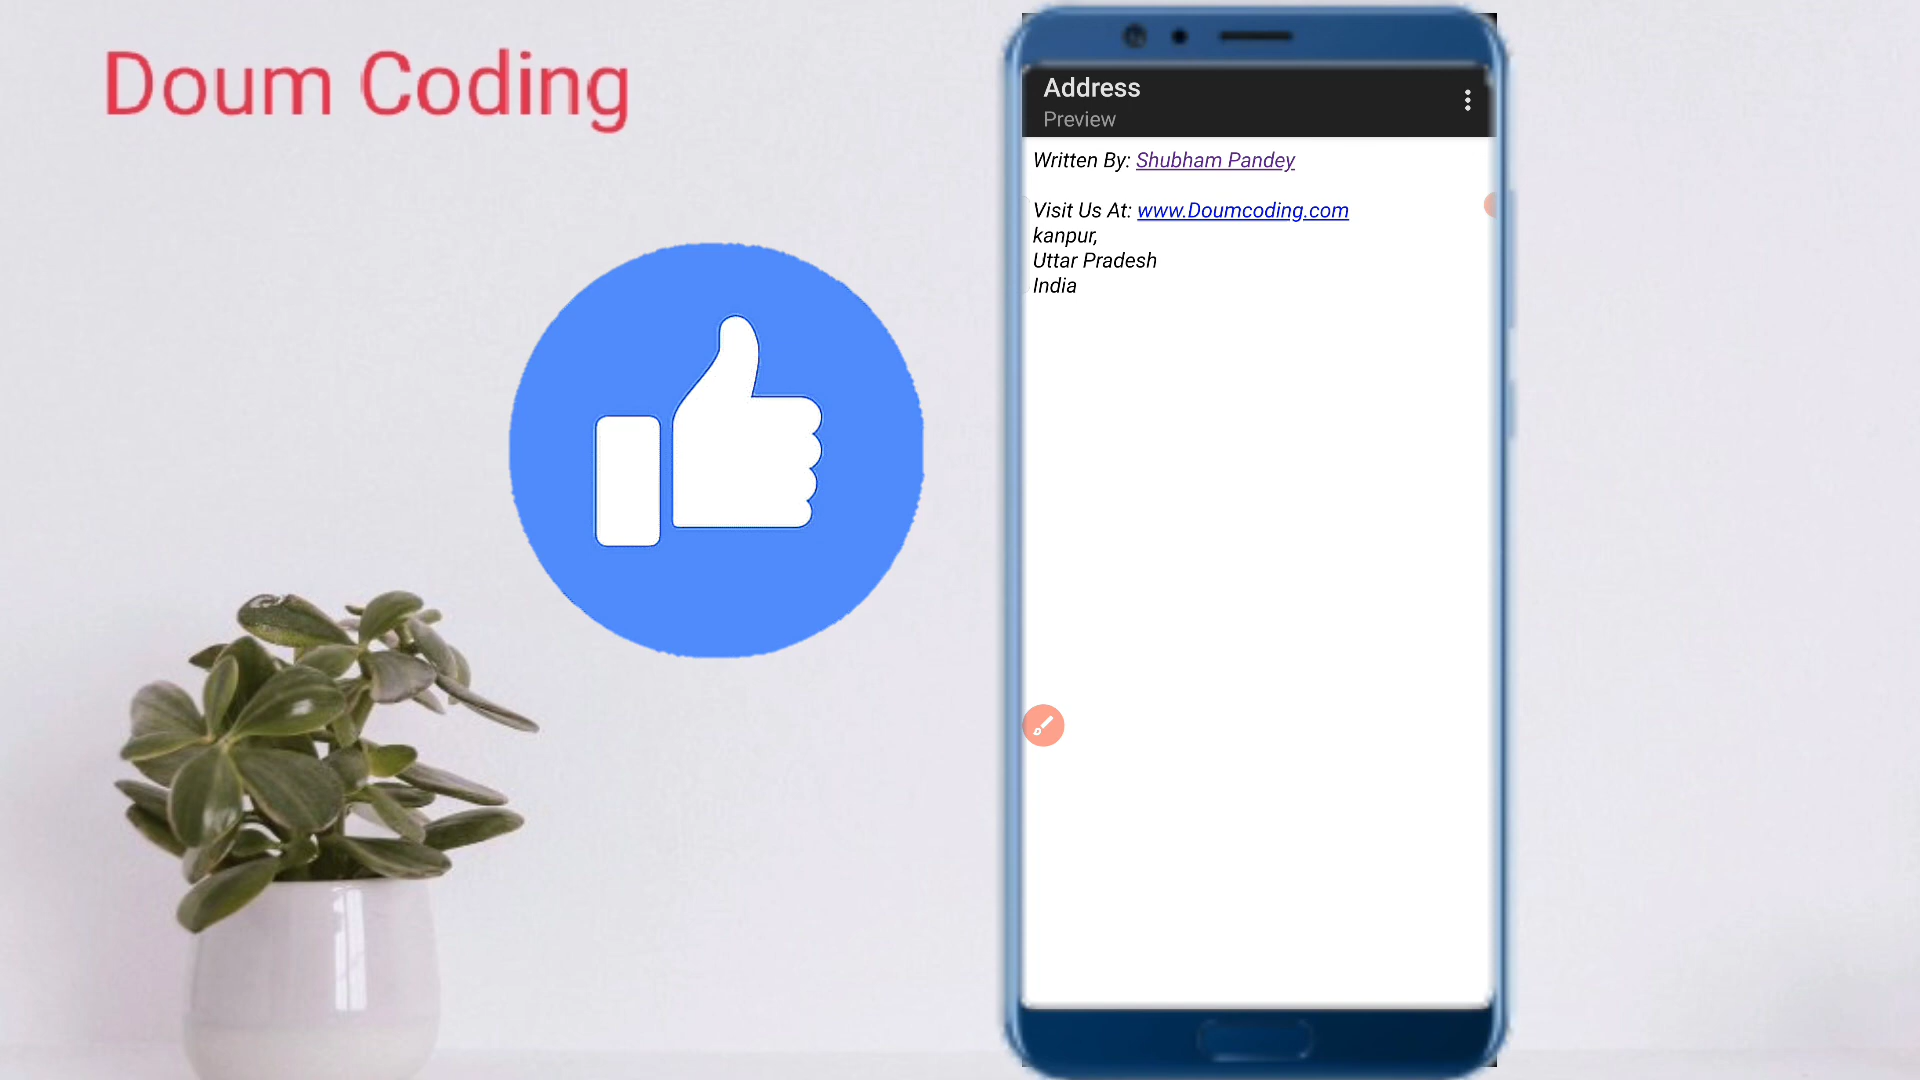 Doum Coding
Address
Preview
Written By: Shubham Pandey
Visit Us At: www.Doumcoding.com
kanpur,
Uttar Pradesh
India